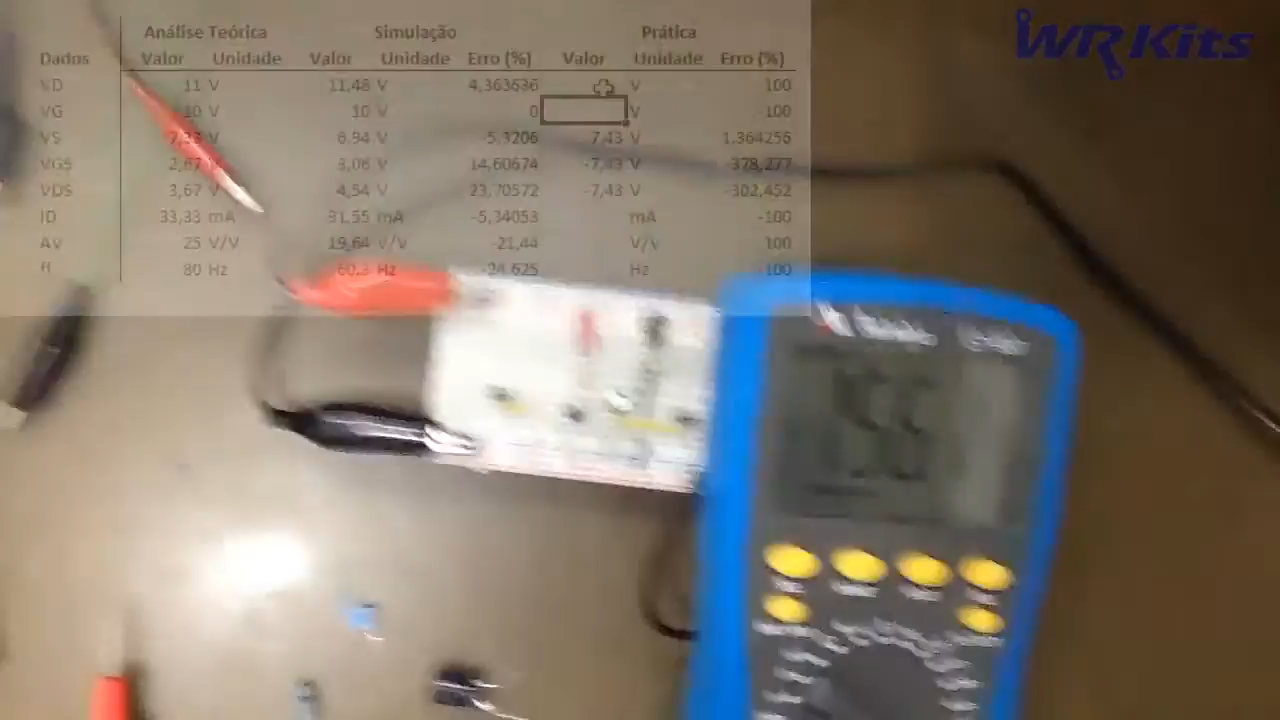 WR Kits
Análise Teórica Simulação Prática
Dados Valor Unidade Valor Unidade Erro (%) Valor Unidade Erro (%)
VD 11 V 11,48 V 4,363636 V 100
VG 10 V 10 V 0 V 100
VS 7,33 V 6,94 V -5,3206 7,43 V 1,364256
VGS 2,67 V 3,06 V 14,60674 -7,43 V -378,277
VDS 3,67 V 4,54 V 23,70572 -7,43 V -302,452
ID 33,33 mA 31,55 mA -5,34053 mA -100
AV 25 V/V 19,64 V/V -21,44 V/V 100
80 Hz 60,3 Hz -24,625 Hz -100